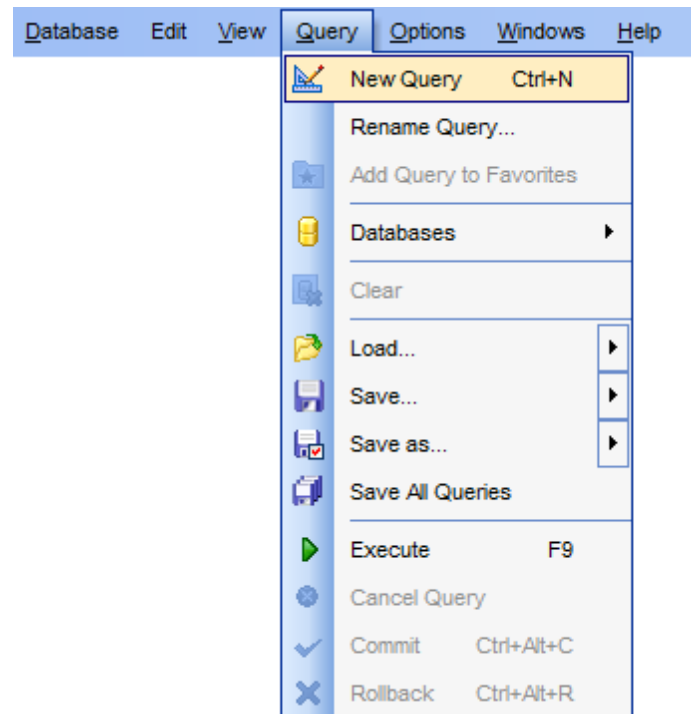 Database Edit View Query Options Windows Help
New Query Ctrl+N
Rename Query...
Add Query to Favorites
Databases
Clear
Load...
Save...
Save as...
Save All Queries
Execute F9
Cancel Query
Commit Ctrl+Alt+C
Rollback Ctrl+Alt+R